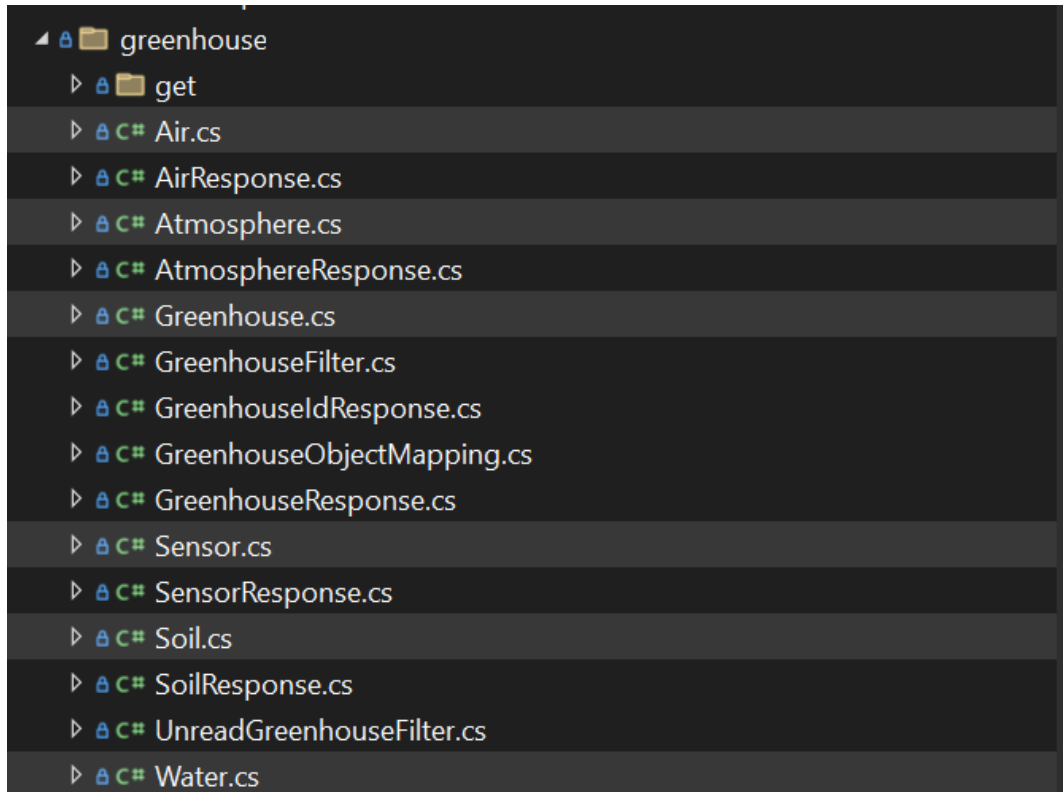 greenhouse
get
C# Air.cs
C# AirResponse.cs
C# Atmosphere.cs
C# AtmosphereResponse.cs
C# Greenhouse.cs
C# GreenhouseFilter.cs
C# GreenhouseIdResponse.cs
C# GreenhouseObjectMapping.cs
C# GreenhouseResponse.cs
C# Sensor.cs
C# SensorResponse.cs
C# Soil.cs
C# SoilResponse.cs
C# UnreadGreenhouseFilter.cs
C# Water.cs